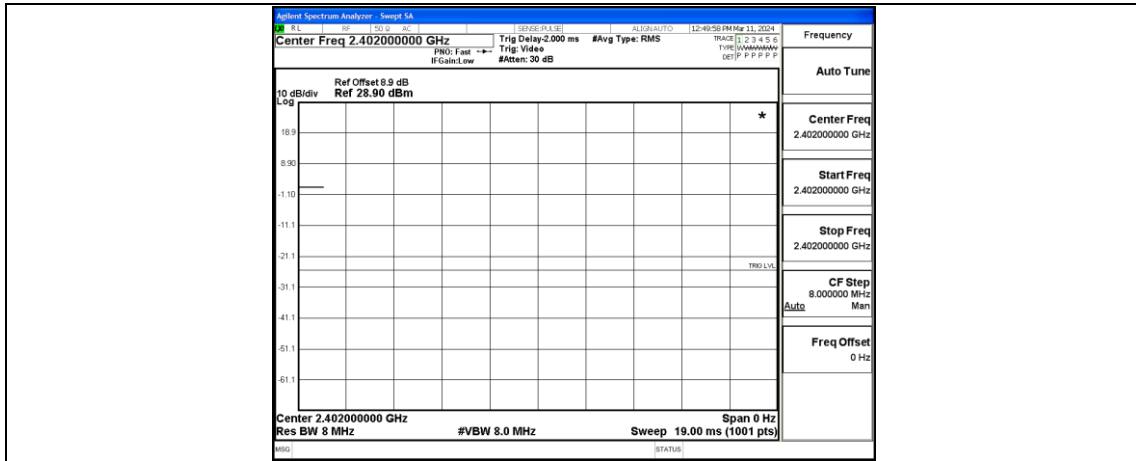 Agilent Spectrum Analyzer - Swept SA
RL RF 50 Ω AC SENSE:PULSE ALIGNAUTO 12:49:58 PM Mar 11, 2024
Center Freq 2.402000000 GHz
PNO: Fast
IFGain:Low
Trig Delay-2.000 ms
Trig: Video
#Atten: 30 dB
#Avg Type: RMS
TRACE 1 2 3 4 5 6
TYPE
DET P P P P P P
Frequency
Ref Offset 8.9 dB
10 dB/div Ref 28.90 dBm
Log
*
18.9
8.90
-1.10
-11.1
-21.1
TRIG LVL
-31.1
-41.1
-51.1
-61.1
Center 2.402000000 GHz Span 0 Hz
Res BW 8 MHz #VBW 8.0 MHz Sweep 19.00 ms (1001 pts)
MSG STATUS
Auto Tune
Center Freq
2.402000000 GHz
Start Freq
2.402000000 GHz
Stop Freq
2.402000000 GHz
CF Step
8.000000 MHz
Auto Man
Freq Offset
0 Hz